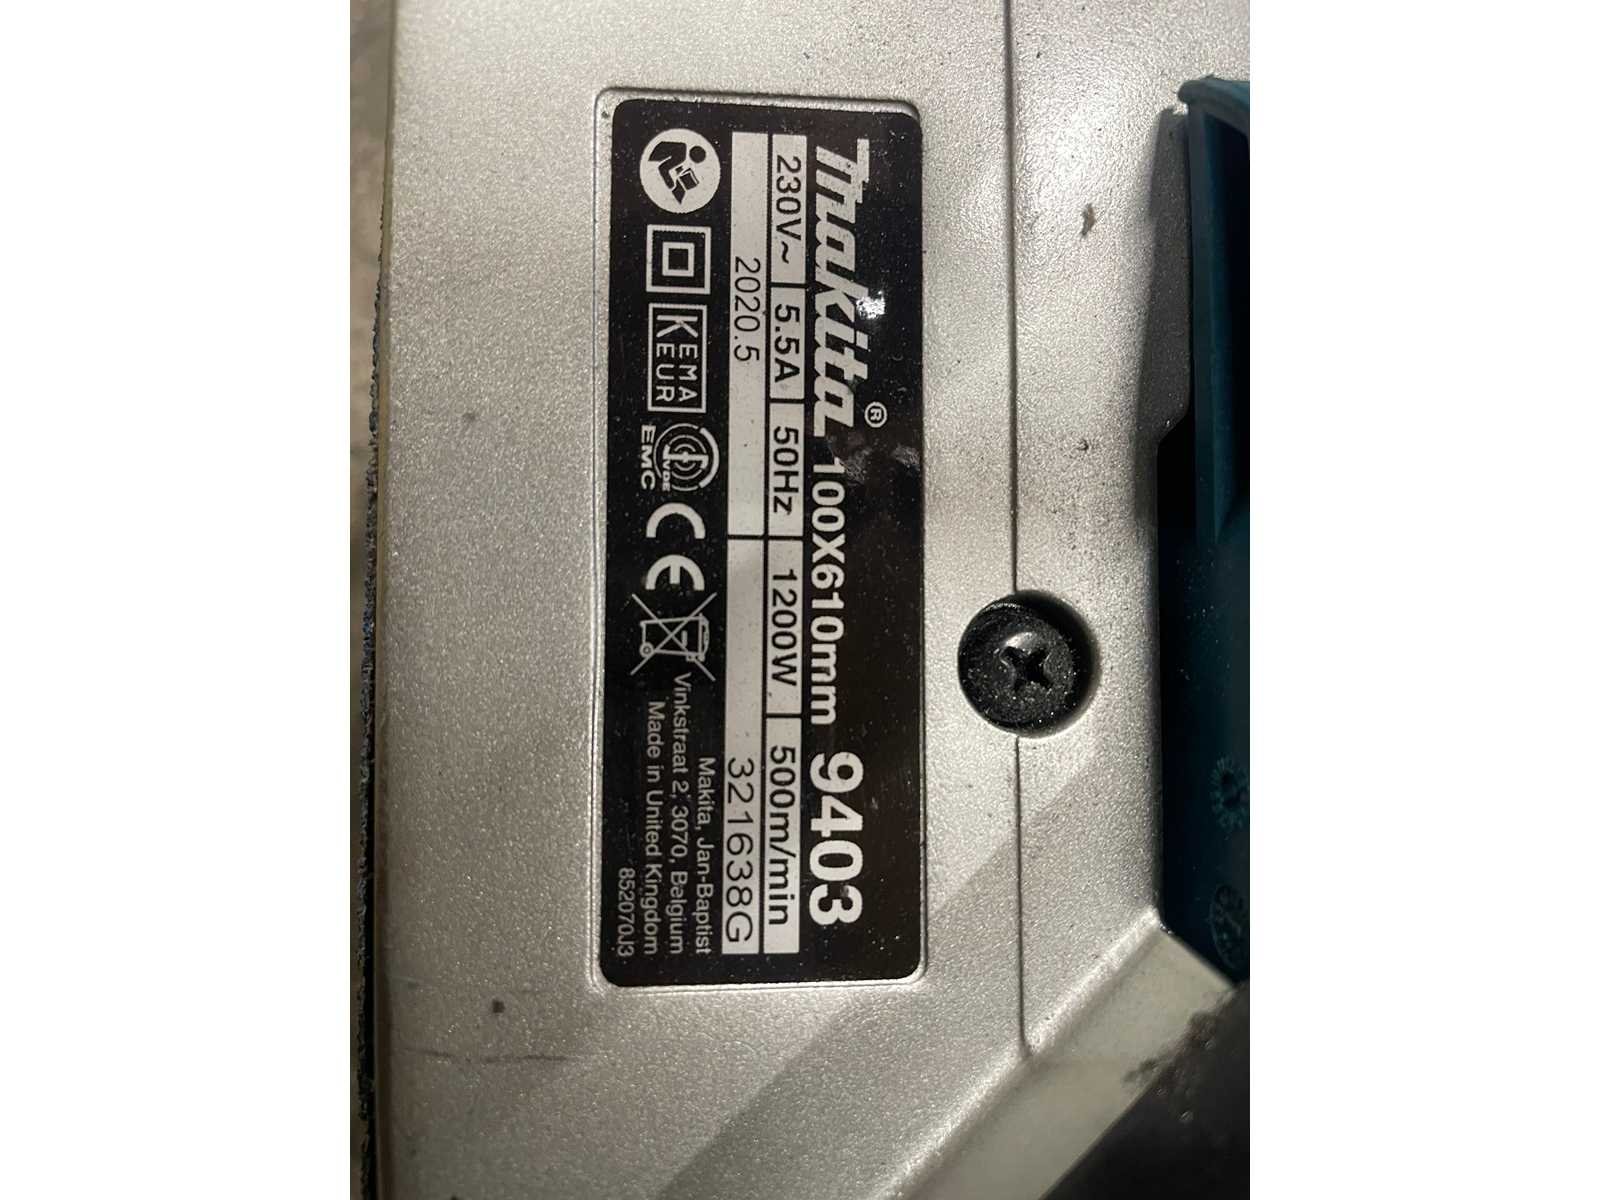 Makita® 100X610mm 9403
230V~ 5.5A 50Hz 1200W 500m/min
2020.5 321638G
KEMA KEUR
VDE EMC
CE
Makita, Jan-Baptist
Vinkstraat 2, 3070, Belgium
Made in United Kingdom
852070J3